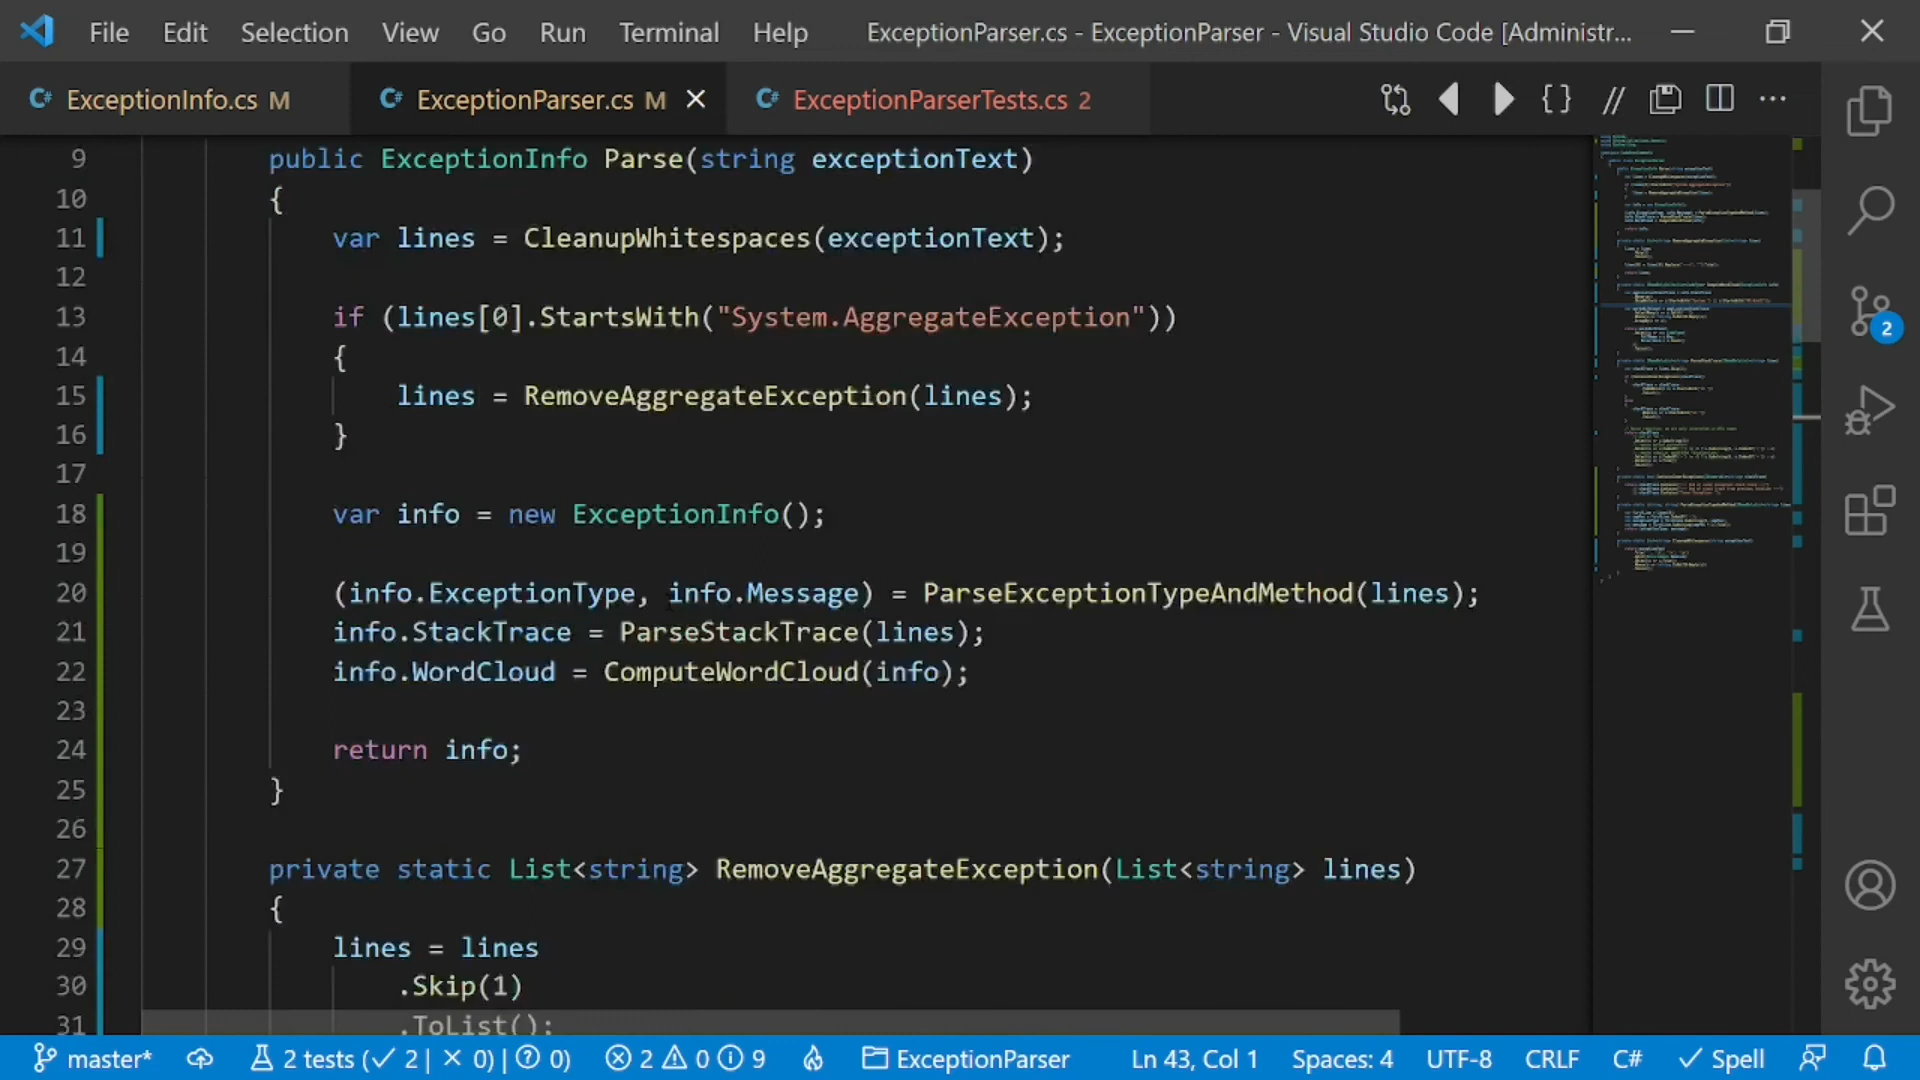 File Edit Selection View Go Run Terminal Help ExceptionParser.cs - ExceptionParser - Visual Studio Code [Administr...
C# ExceptionInfo.cs M C# ExceptionParser.cs M C# ExceptionParserTests.cs 2
9 public ExceptionInfo Parse(string exceptionText)
10 {
11 var lines = CleanupWhitespaces(exceptionText);
12
13 if (lines[0].StartsWith("System.AggregateException"))
14 {
15 lines = RemoveAggregateException(lines);
16 }
17
18 var info = new ExceptionInfo();
19
20 (info.ExceptionType, info.Message) = ParseExceptionTypeAndMethod(lines);
21 info.StackTrace = ParseStackTrace(lines);
22 info.WordCloud = ComputeWordCloud(info);
23
24 return info;
25 }
26
27 private static List<string> RemoveAggregateException(List<string> lines)
28 {
29 lines = lines
30 .Skip(1)
31 .ToList();
2
master* 2 tests (✓ 2 | × 0) | ? 0) 2 0 9 ExceptionParser Ln 43, Col 1 Spaces: 4 UTF-8 CRLF C# ✓ Spell